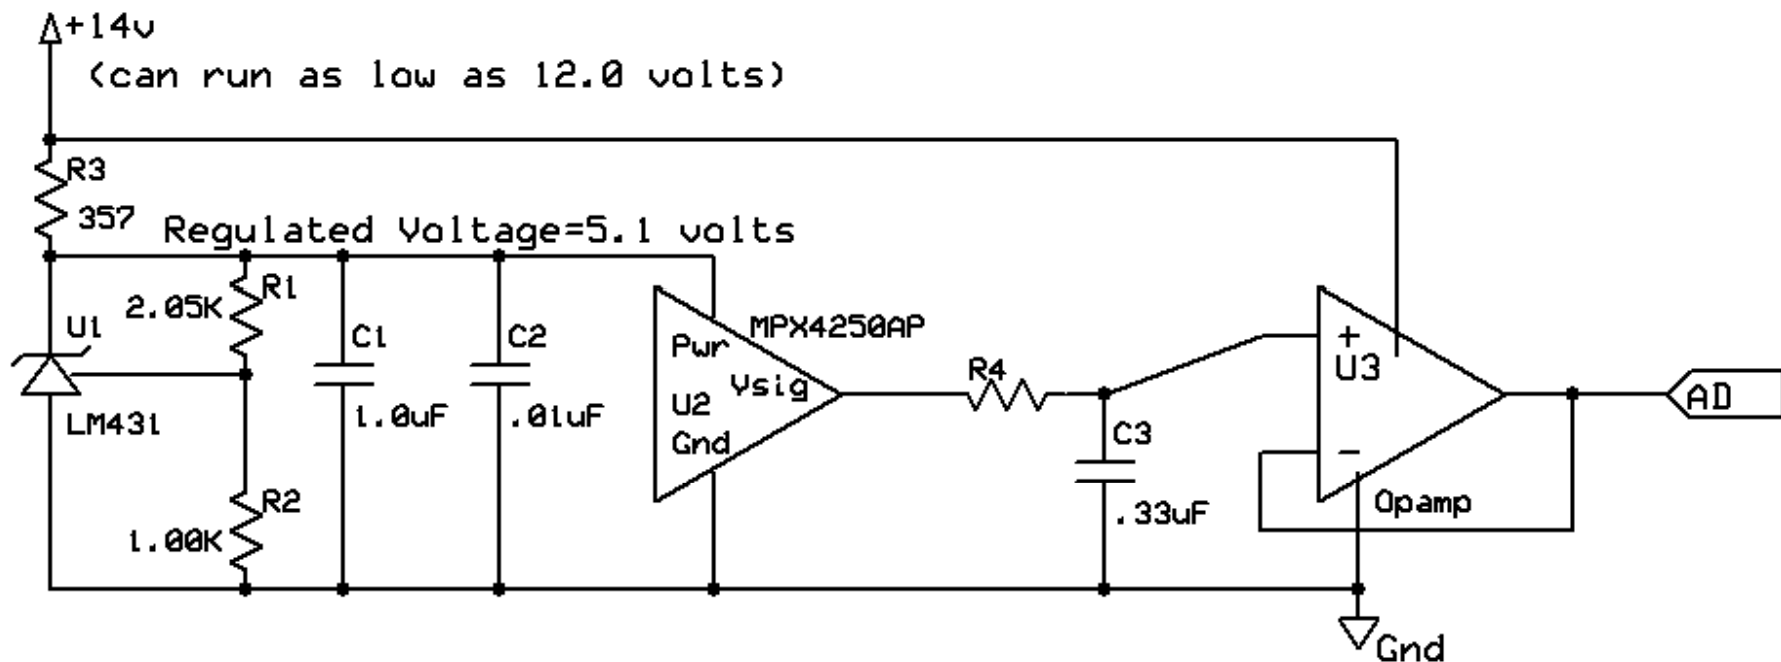 +14v
(can run as low as 12.0 volts)
R3
357
Regulated Voltage=5.1 volts
R1
2.05K
U1
LM431
R2
1.00K
C1
1.0uF
C2
.01uF
MPX4250AP
Pwr
Vsig
U2
Gnd
R4
C3
.33uF
+
U3
-
Opamp
AD
Gnd